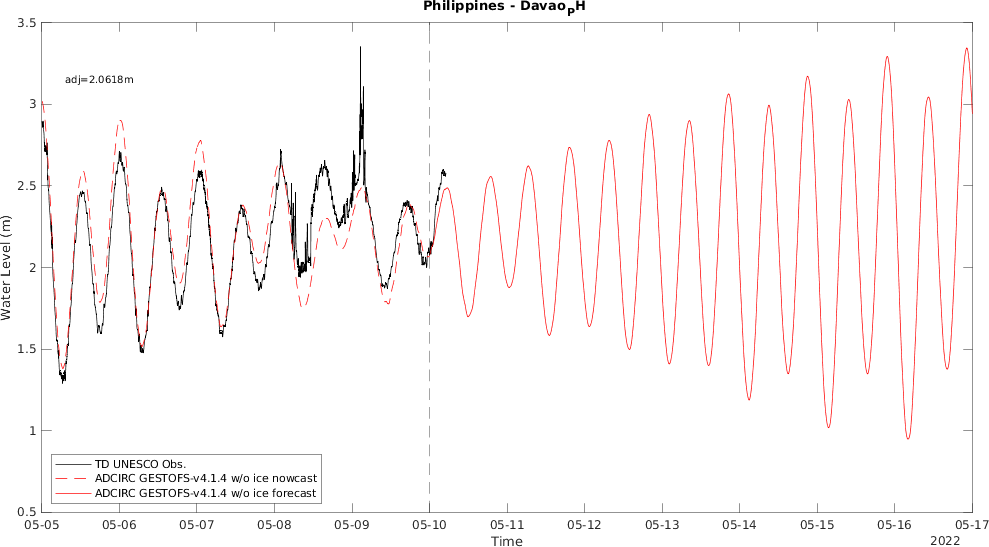 Philippines - Davao_pH
adj=2.0618m
3.5
3
2.5
2
1.5
1
0.5
Water Level (m)
TD UNESCO Obs.
ADCIRC GESTOFS-v4.1.4 w/o ice nowcast
ADCIRC GESTOFS-v4.1.4 w/o ice forecast
05-05 05-06 05-07 05-08 05-09 05-10 05-11 05-12 05-13 05-14 05-15 05-16 05-17
Time
2022